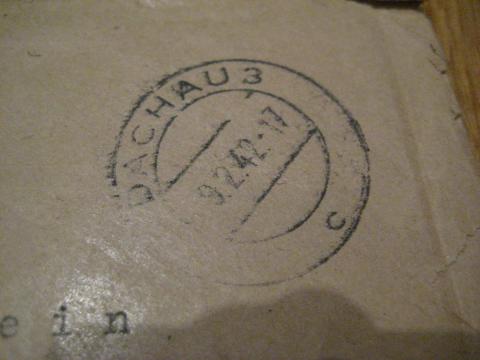 DACHAU 3
9.2.42-17
c
ein